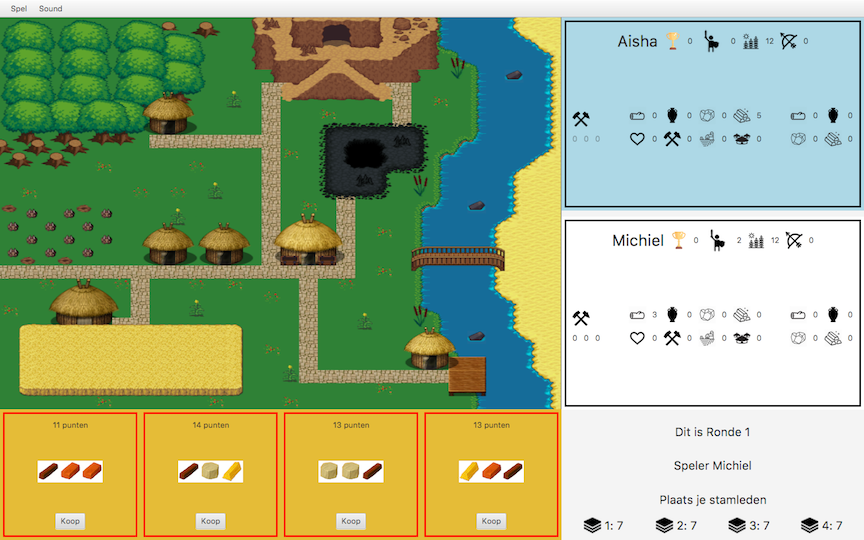 Spel Sound
Aisha 0 0 12 0
0 0 0 5 0 0
0 0 0 0 0 0 0 0 0
Michiel 0 2 12 0
3 0 0 0 0 0
0 0 0 0 0 0 0 0 0
11 punten
14 punten
13 punten
13 punten
Koop
Koop
Koop
Koop
Dit is Ronde 1
Speler Michiel
Plaats je stamleden
1: 7 2: 7 3: 7 4: 7